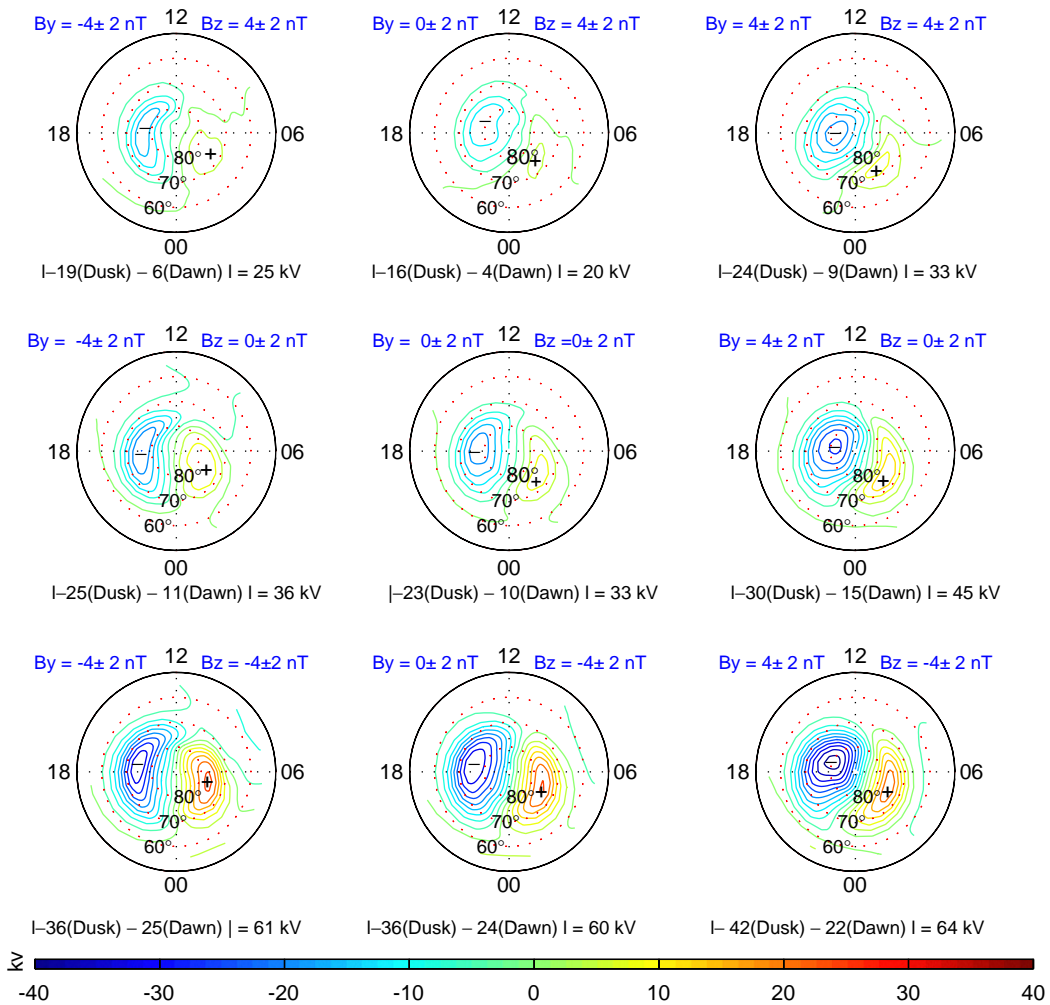 12 12 12
By = -4± 2 nT Bz = 4± 2 nT By = 0± 2 nT Bz = 4± 2 nT By = 4± 2 nT Bz = 4± 2 nT
18 − + 06 18 − + 06 18 − + 06
80° 80° 80°
70° 70° 70°
60° 60° 60°
00 00 00
l−19(Dusk) − 6(Dawn) l = 25 kV l−16(Dusk) − 4(Dawn) l = 20 kV l−24(Dusk) − 9(Dawn) l = 33 kV
12 12 12
By = -4± 2 nT Bz = 0± 2 nT By = 0± 2 nT Bz =0± 2 nT By = 4± 2 nT Bz = 0± 2 nT
18 − + 06 18 − + 06 18 − + 06
80° 80° 80°
70° 70° 70°
60° 60° 60°
00 00 00
l−25(Dusk) − 11(Dawn) l = 36 kV |−23(Dusk) − 10(Dawn) l = 33 kV l−30(Dusk) − 15(Dawn) l = 45 kV
12 12 12
By = -4± 2 nT Bz = -4±2 nT By = 0± 2 nT Bz = -4± 2 nT By = 4± 2 nT Bz = -4± 2 nT
18 − + 06 18 − + 06 18 − + 06
80° 80° 80°
70° 70° 70°
60° 60° 60°
00 00 00
l−36(Dusk) − 25(Dawn) | = 61 kV l−36(Dusk) − 24(Dawn) l = 60 kV l− 42(Dusk) − 22(Dawn) l = 64 kV
kv
-40 -30 -20 -10 0 10 20 30 40